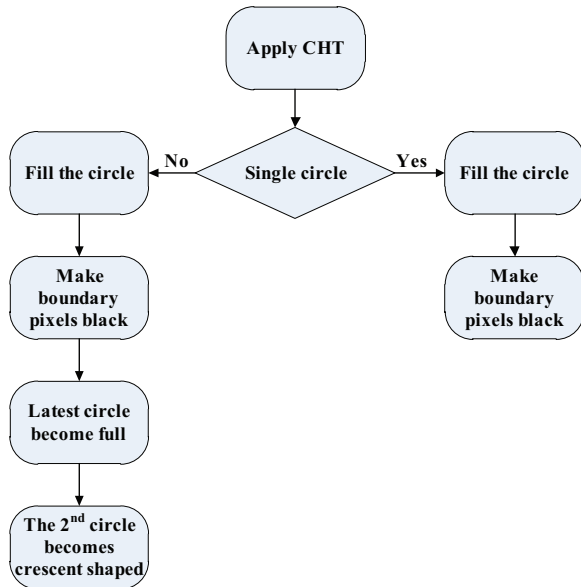 Apply CHT
No
Single circle
Yes
Fill the circle
Fill the circle
Make
boundary
pixels black
Make
boundary
pixels black
Latest circle
become full
The 2nd circle
becomes
crescent shaped